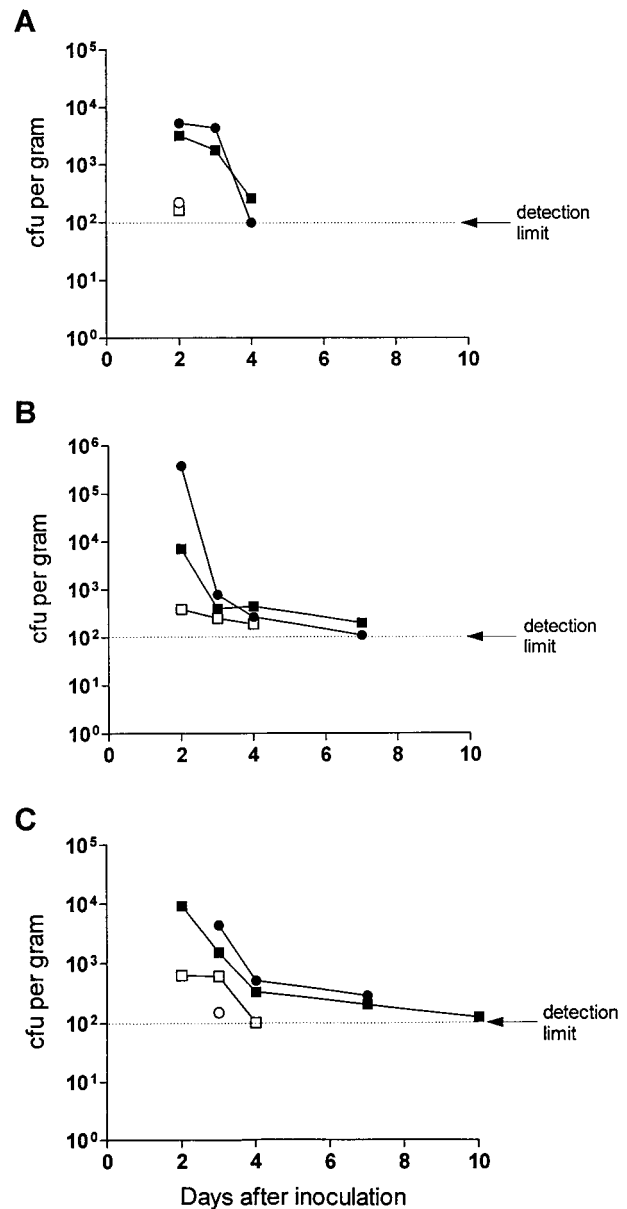 A
10⁵
10⁴
10³
10²
10¹
10⁰
cfu per gram
detection
limit
0 2 4 6 8 10
B
10⁶
10⁵
10⁴
10³
10²
10¹
10⁰
cfu per gram
detection
limit
0 2 4 6 8 10
C
10⁵
10⁴
10³
10²
10¹
10⁰
cfu per gram
detection
limit
0 2 4 6 8 10
Days after inoculation